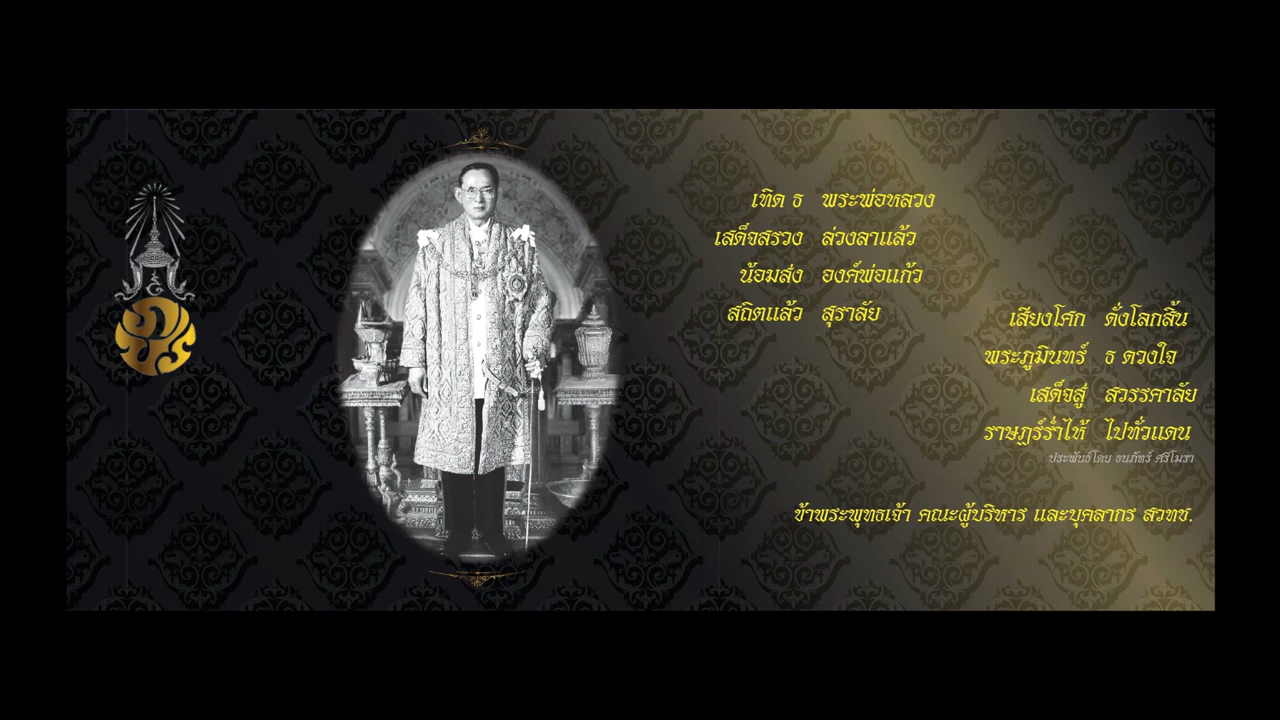 เทิด ธ พระพ่อหลวง
เสด็จสรวง ล่วงลาแล้ว
น้อมส่ง องค์พ่อแก้ว
สถิตแล้ว สุราลัย
เสียงโศก ดั่งโลกสิ้น
พระภูมินทร์ ธ ดวงใจ
เสด็จสู่ สวรรคาลัย
ราษฎร์ร่ำไห้ ไปทั่วแดน
ประพันธ์โดย ธนภัทร์ ศรีโมรา
ข้าพระพุทธเจ้า คณะผู้บริหาร และบุคลากร สวทช.